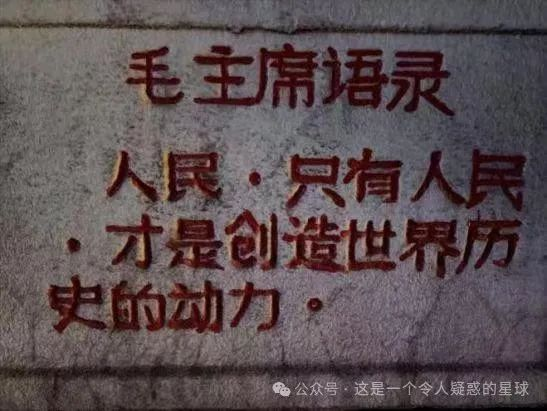 毛主席语录
人民·只有人民
·才是创造世界历
史的动力·
公众号·这是一个令人疑惑的星球